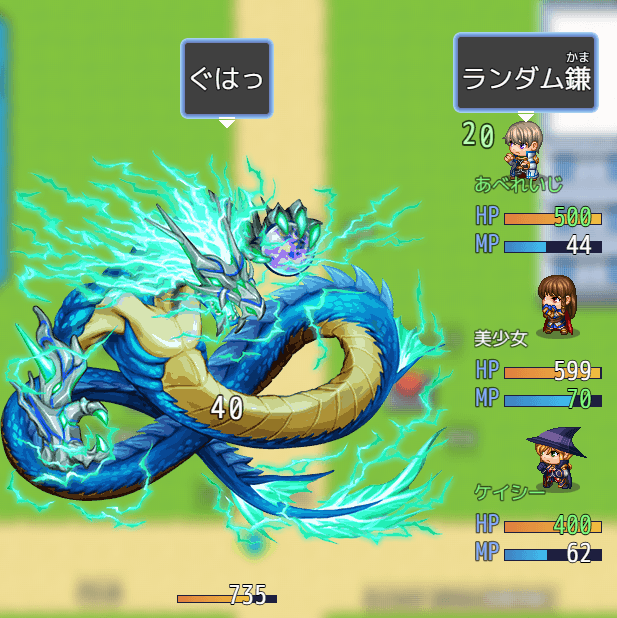 ぐはっ
かま
ランダム鎌
20
あべれいじ
HP 500
MP 44
美少女
HP 599
MP 70
40
ケイシー
HP 400
MP 62
735